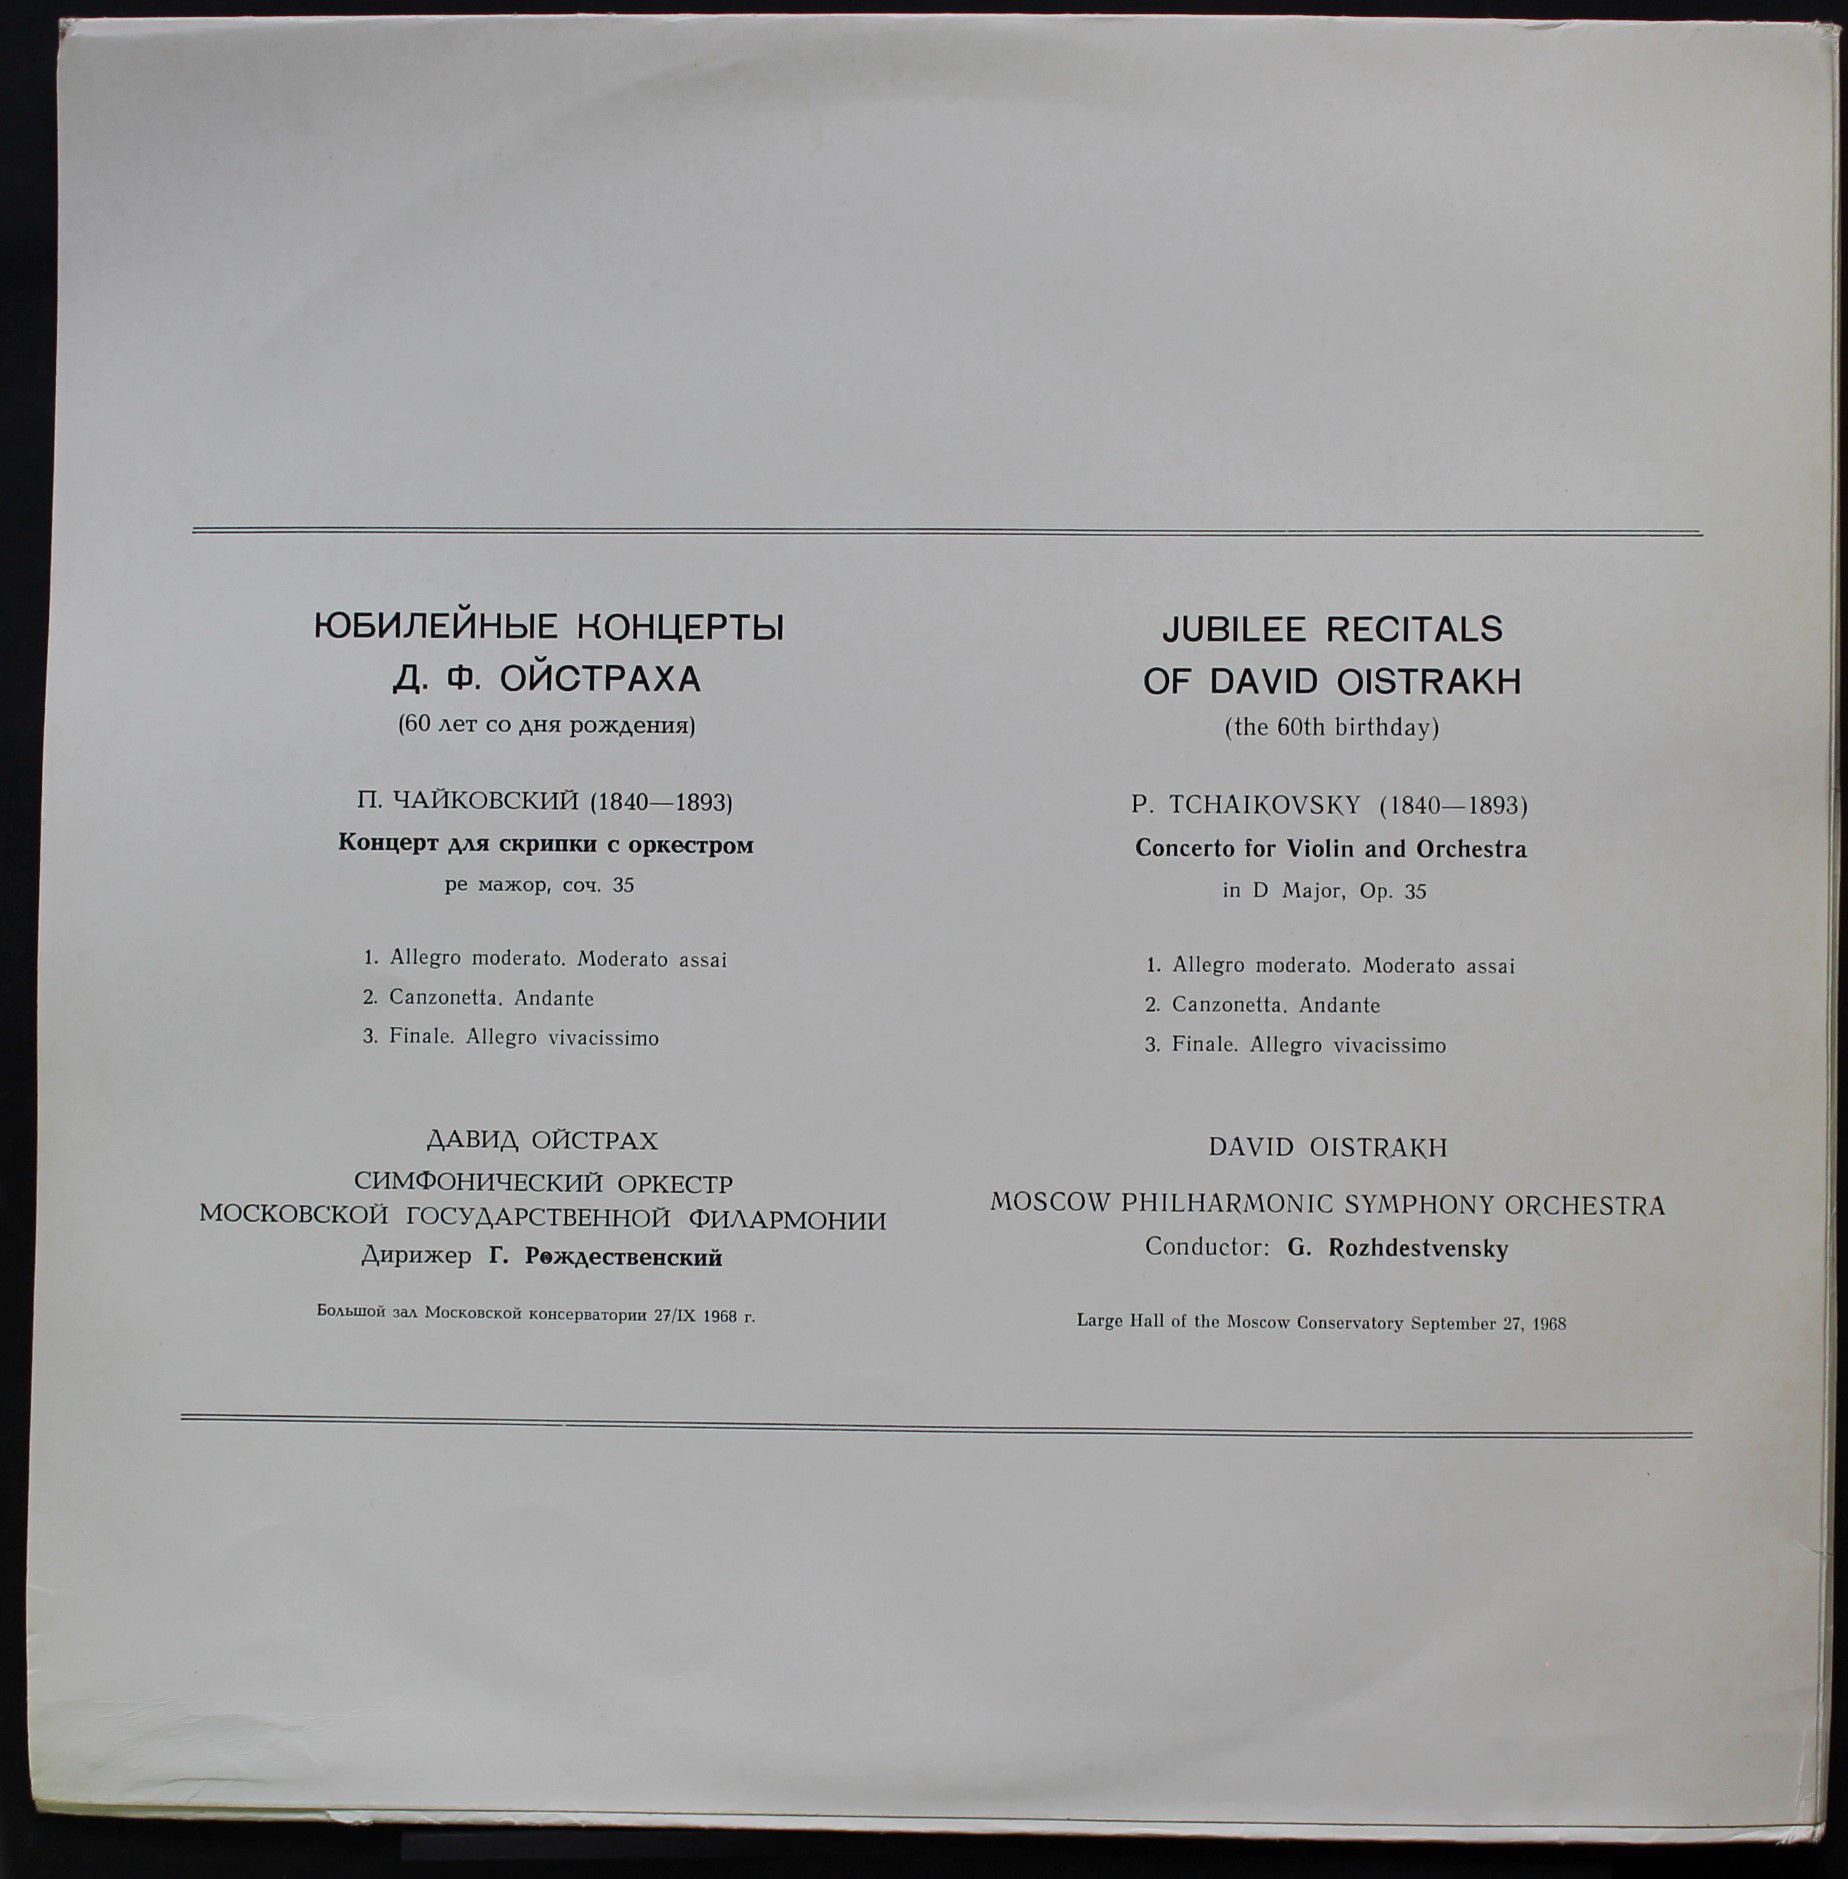 ЮБИЛЕЙНЫЕ КОНЦЕРТЫ
Д. Ф. ОЙСТРАХА
(60 лет со дня рождения)
П. ЧАЙКОВСКИЙ (1840—1893)
Концерт для скрипки с оркестром
ре мажор, соч. 35
1. Allegro moderato. Moderato assai
2. Canzonetta. Andante
3. Finale. Allegro vivacissimo
ДАВИД ОЙСТРАХ
СИМФОНИЧЕСКИЙ ОРКЕСТР
МОСКОВСКОЙ ГОСУДАРСТВЕННОЙ ФИЛАРМОНИИ
Дирижер Г. Рождественский
Большой зал Московской консерватории 27/IX 1968 г.
JUBILEE RECITALS
OF DAVID OISTRAKH
(the 60th birthday)
P. TCHAIKOVSKY (1840—1893)
Concerto for Violin and Orchestra
in D Major, Op. 35
1. Allegro moderato. Moderato assai
2. Canzonetta. Andante
3. Finale. Allegro vivacissimo
DAVID OISTRAKH
MOSCOW PHILHARMONIC SYMPHONY ORCHESTRA
Conductor: G. Rozhdestvensky
Large Hall of the Moscow Conservatory September 27, 1968